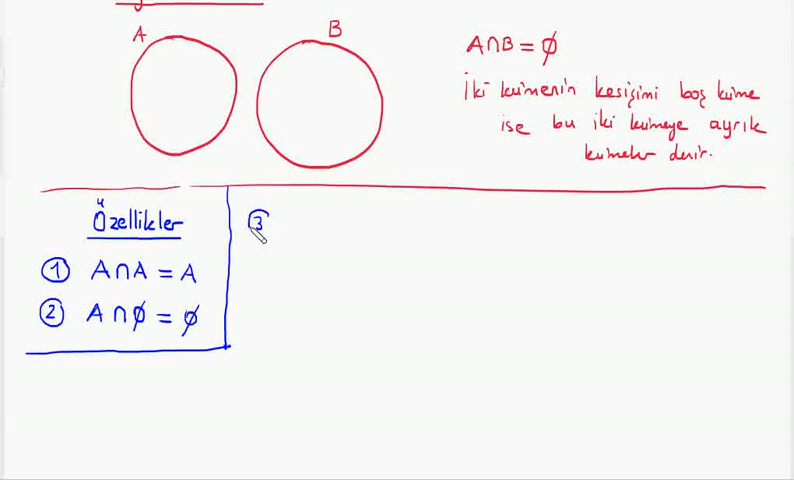 A
B
A∩B = ∅
İki kümenin kesişimi boş küme
ise bu iki kümeye ayrık
kümeler denir.
Özellikler
① A∩A = A
② A∩∅ = ∅
③